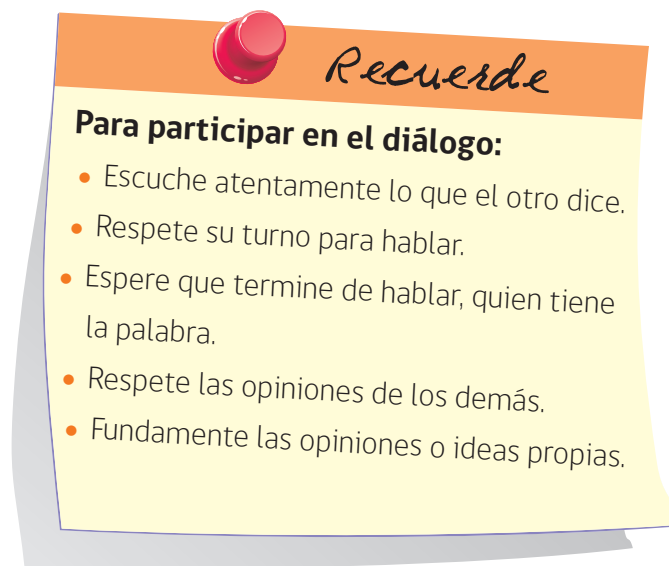 Recuerde
Para participar en el diálogo:
• Escuche atentamente lo que el otro dice.
• Respete su turno para hablar.
• Espere que termine de hablar, quien tiene
la palabra.
• Respete las opiniones de los demás.
• Fundamente las opiniones o ideas propias.